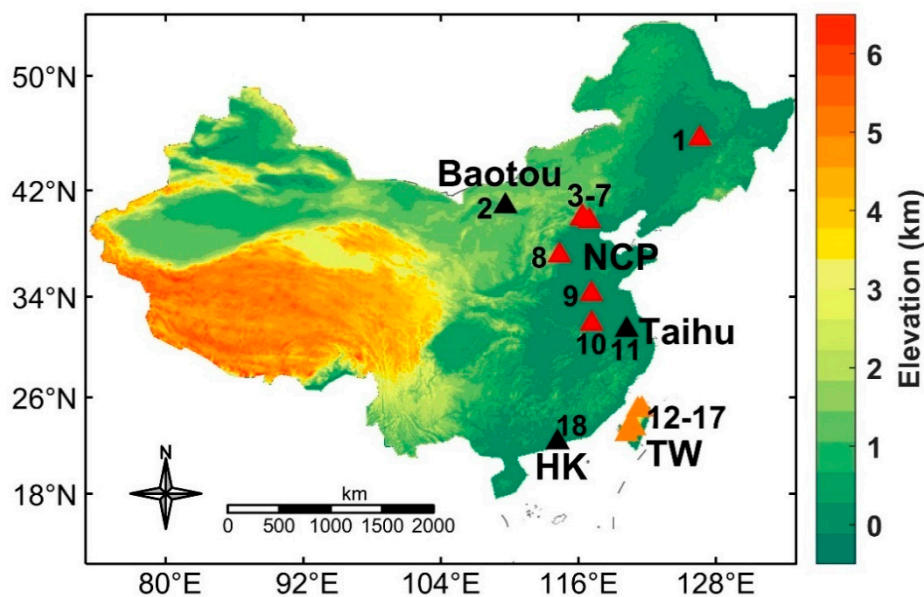 50°N
42°N
34°N
26°N
18°N
80°E
92°E
104°E
116°E
128°E
1
Baotou
2
3-7
8
NCP
9
10
11
Taihu
12-17
TW
18
HK
N
km
0 500 1000 1500 2000
6
5
4
3
2
1
0
Elevation (km)